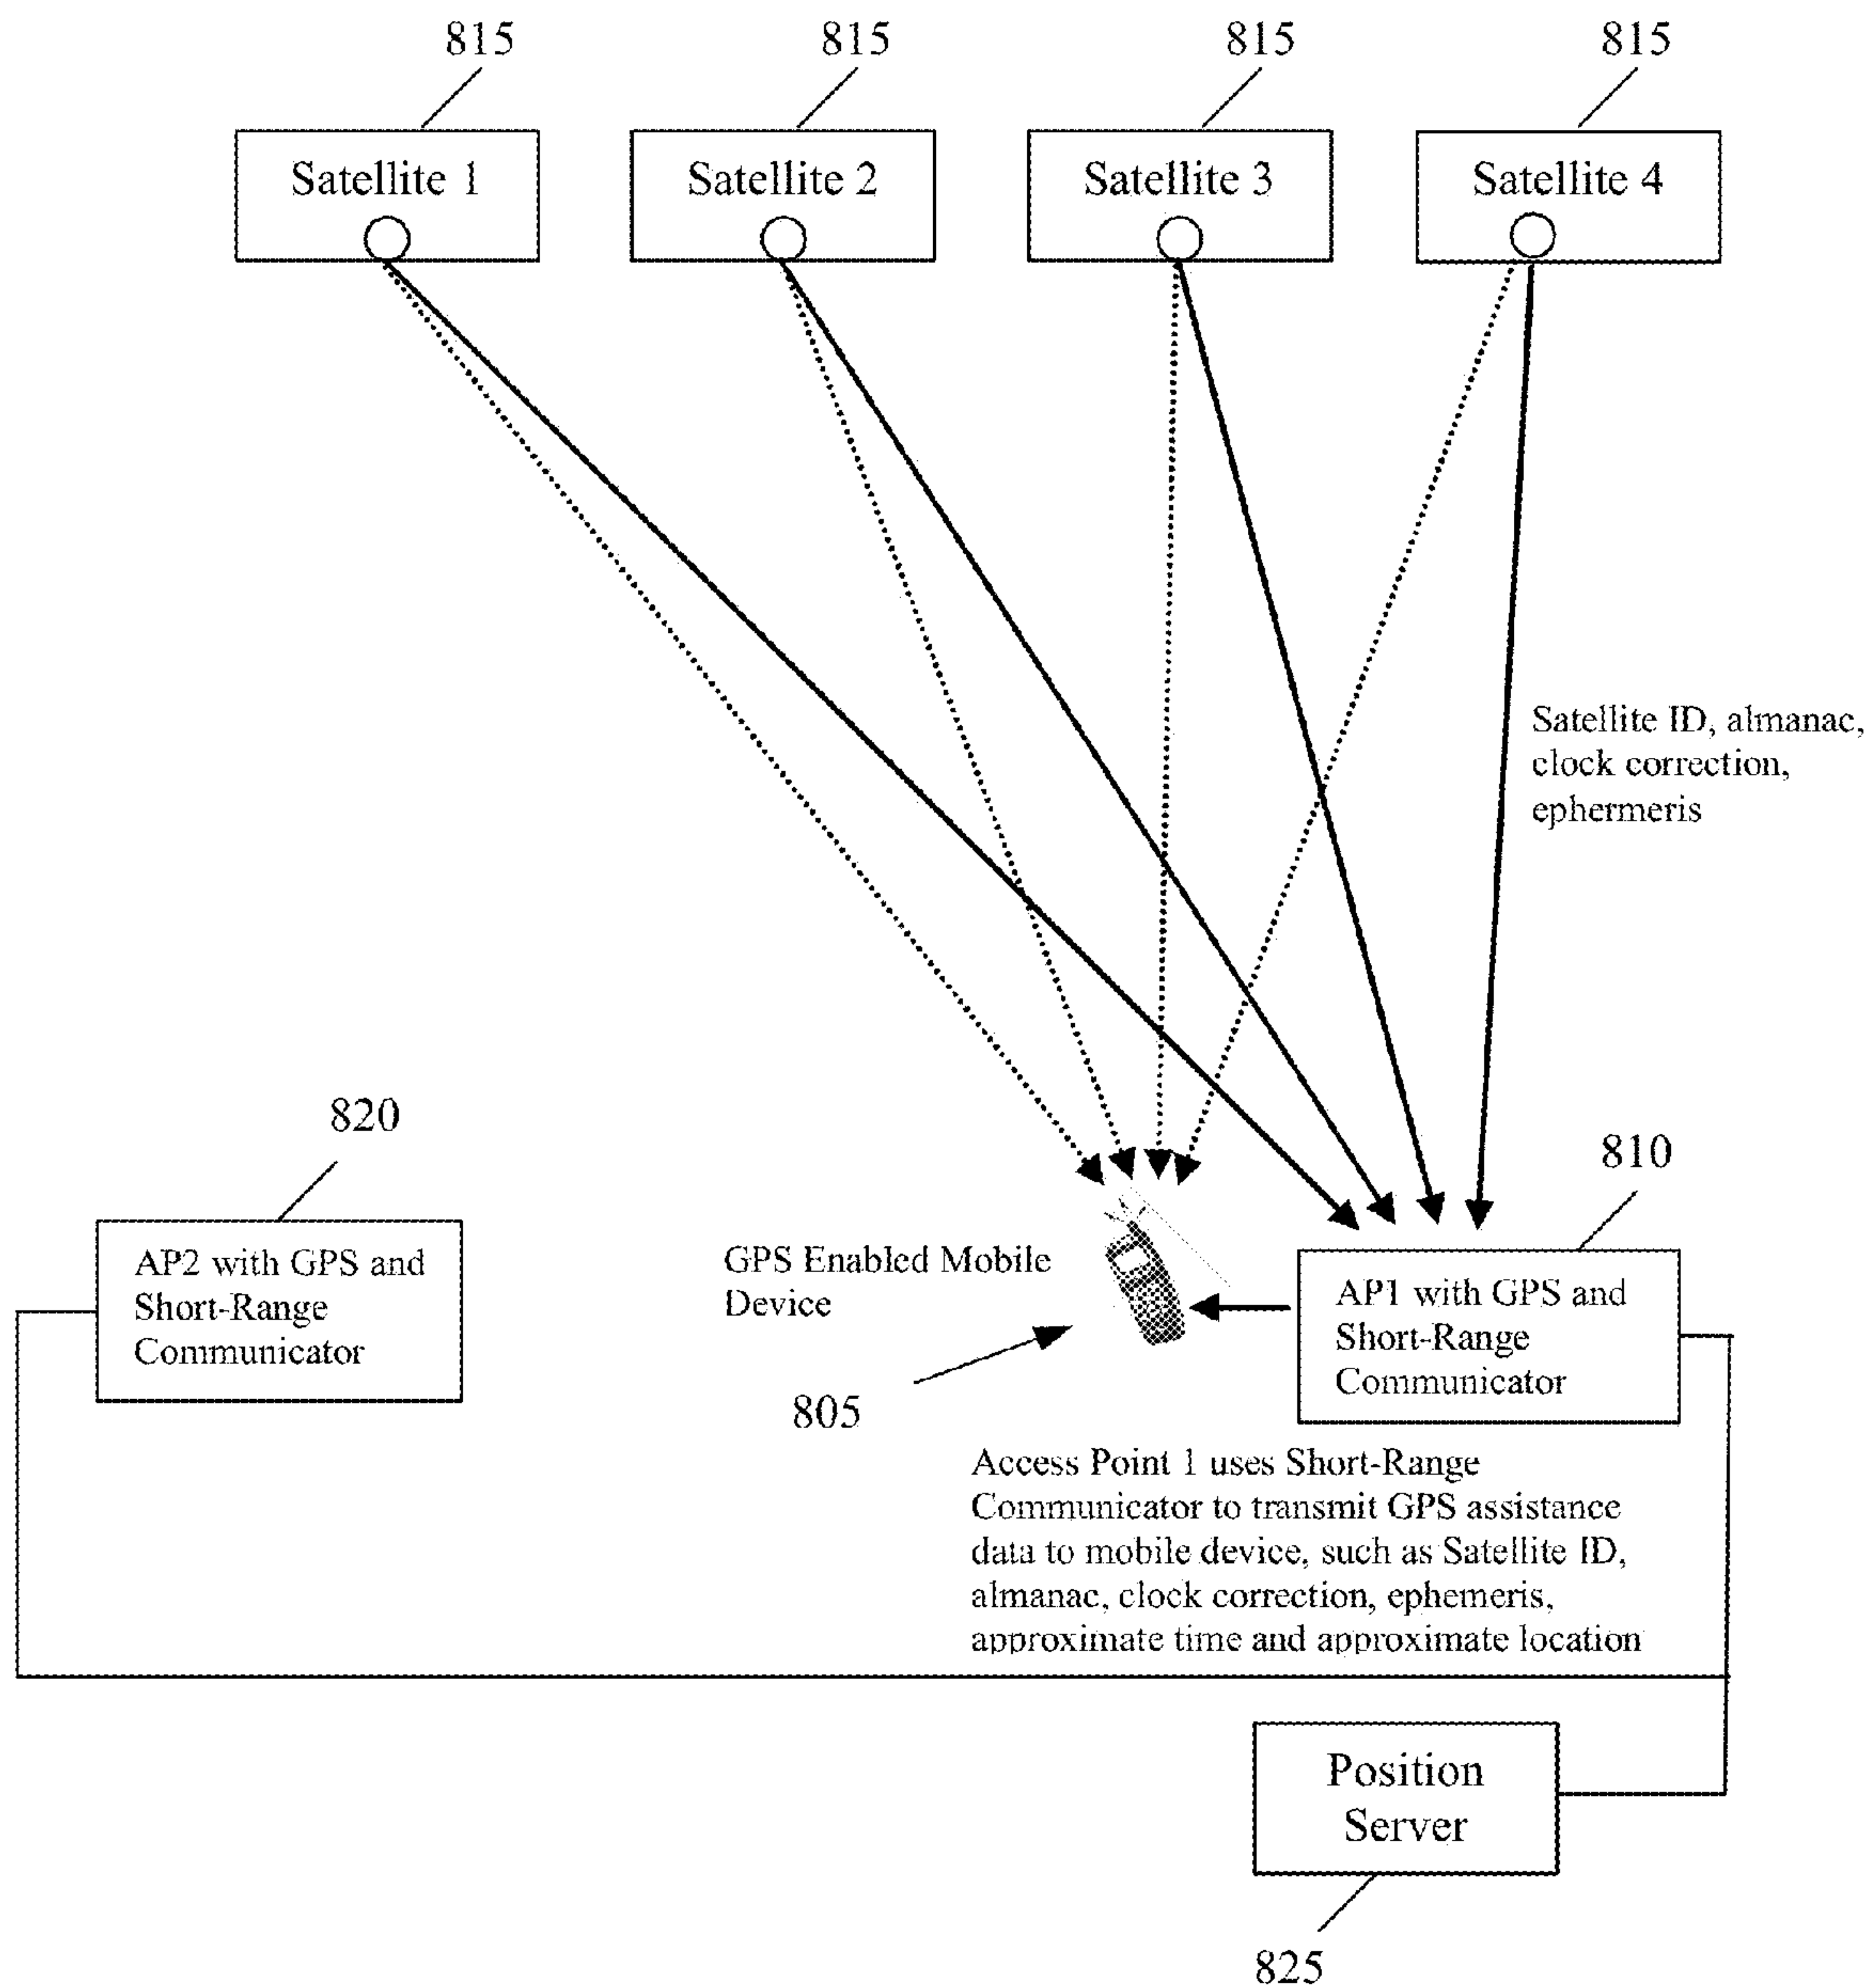 815
815
815
815
Satellite 1
Satellite 2
Satellite 3
Satellite 4
Satellite ID, almanac,
clock correction,
ephermeris
820
810
AP2 with GPS and
Short-Range
Communicator
GPS Enabled Mobile
Device
805
AP1 with GPS and
Short-Range
Communicator
Access Point 1 uses Short-Range
Communicator to transmit GPS assistance
data to mobile device, such as Satellite ID,
almanac, clock correction, ephemeris,
approximate time and approximate location
Position
Server
825